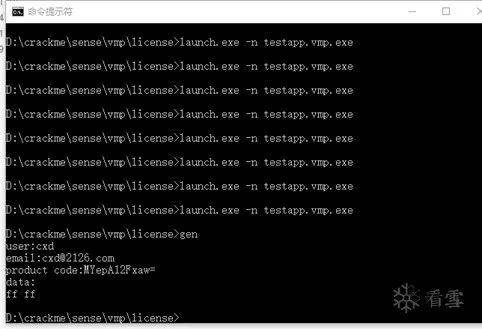 命令提示符
D:\crackme\sense\vmp\license>launch.exe -n testapp.vmp.exe
D:\crackme\sense\vmp\license>launch.exe -n testapp.vmp.exe
D:\crackme\sense\vmp\license>launch.exe -n testapp.vmp.exe
D:\crackme\sense\vmp\license>launch.exe -n testapp.vmp.exe
D:\crackme\sense\vmp\license>launch.exe -n testapp.vmp.exe
D:\crackme\sense\vmp\license>launch.exe -n testapp.vmp.exe
D:\crackme\sense\vmp\license>launch.exe -n testapp.vmp.exe
D:\crackme\sense\vmp\license>launch.exe -n testapp.vmp.exe
D:\crackme\sense\vmp\license>gen
user:cxd
email:cxd@2126.com
product code:MYepA12Fxaw=
data:
ff ff
D:\crackme\sense\vmp\license>
看雪